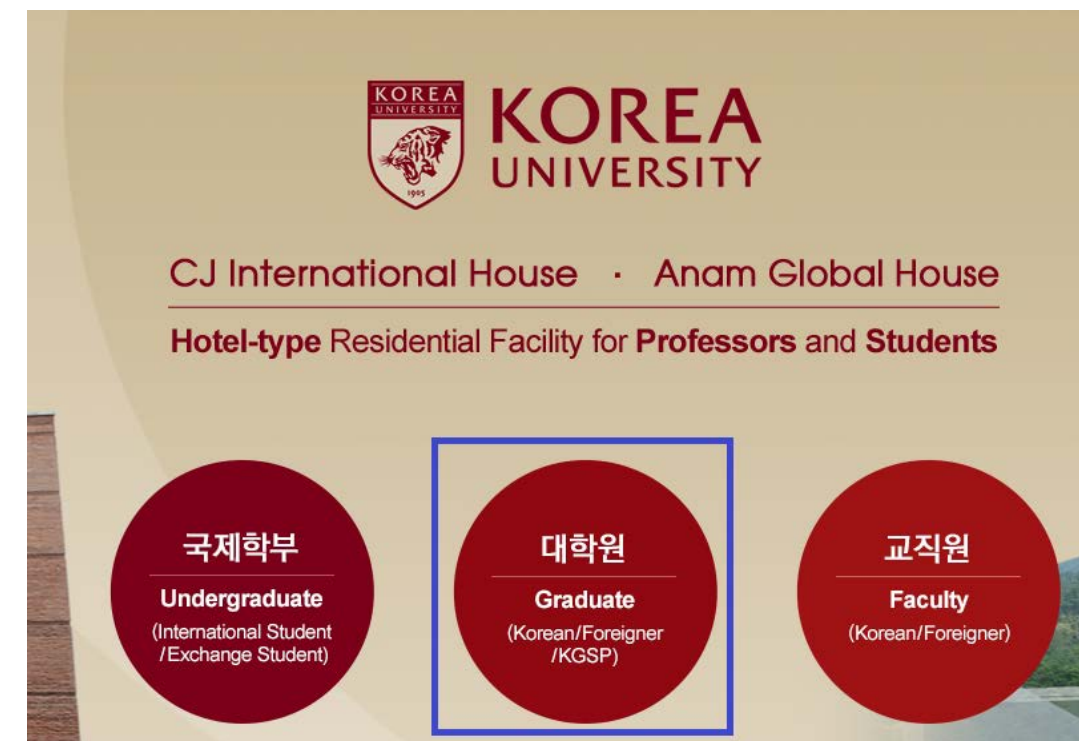 KOREA
UNIVERSITY
1905
KOREA
UNIVERSITY
CJ International House · Anam Global House
Hotel-type Residential Facility for Professors and Students
국제학부
Undergraduate
(International Student
/Exchange Student)
대학원
Graduate
(Korean/Foreigner
/KGSP)
교직원
Faculty
(Korean/Foreigner)